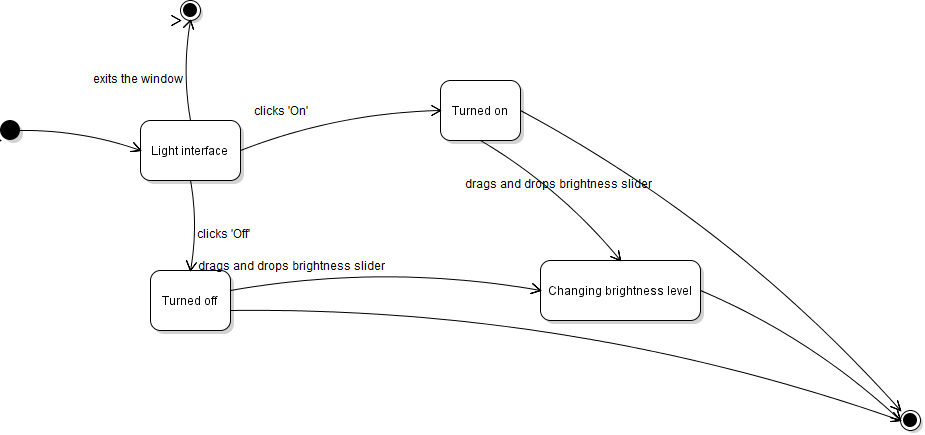 exits the window
clicks 'On'
Turned on
Light interface
drags and drops brightness slider
clicks 'Off'
drags and drops brightness slider
Changing brightness level
Turned off